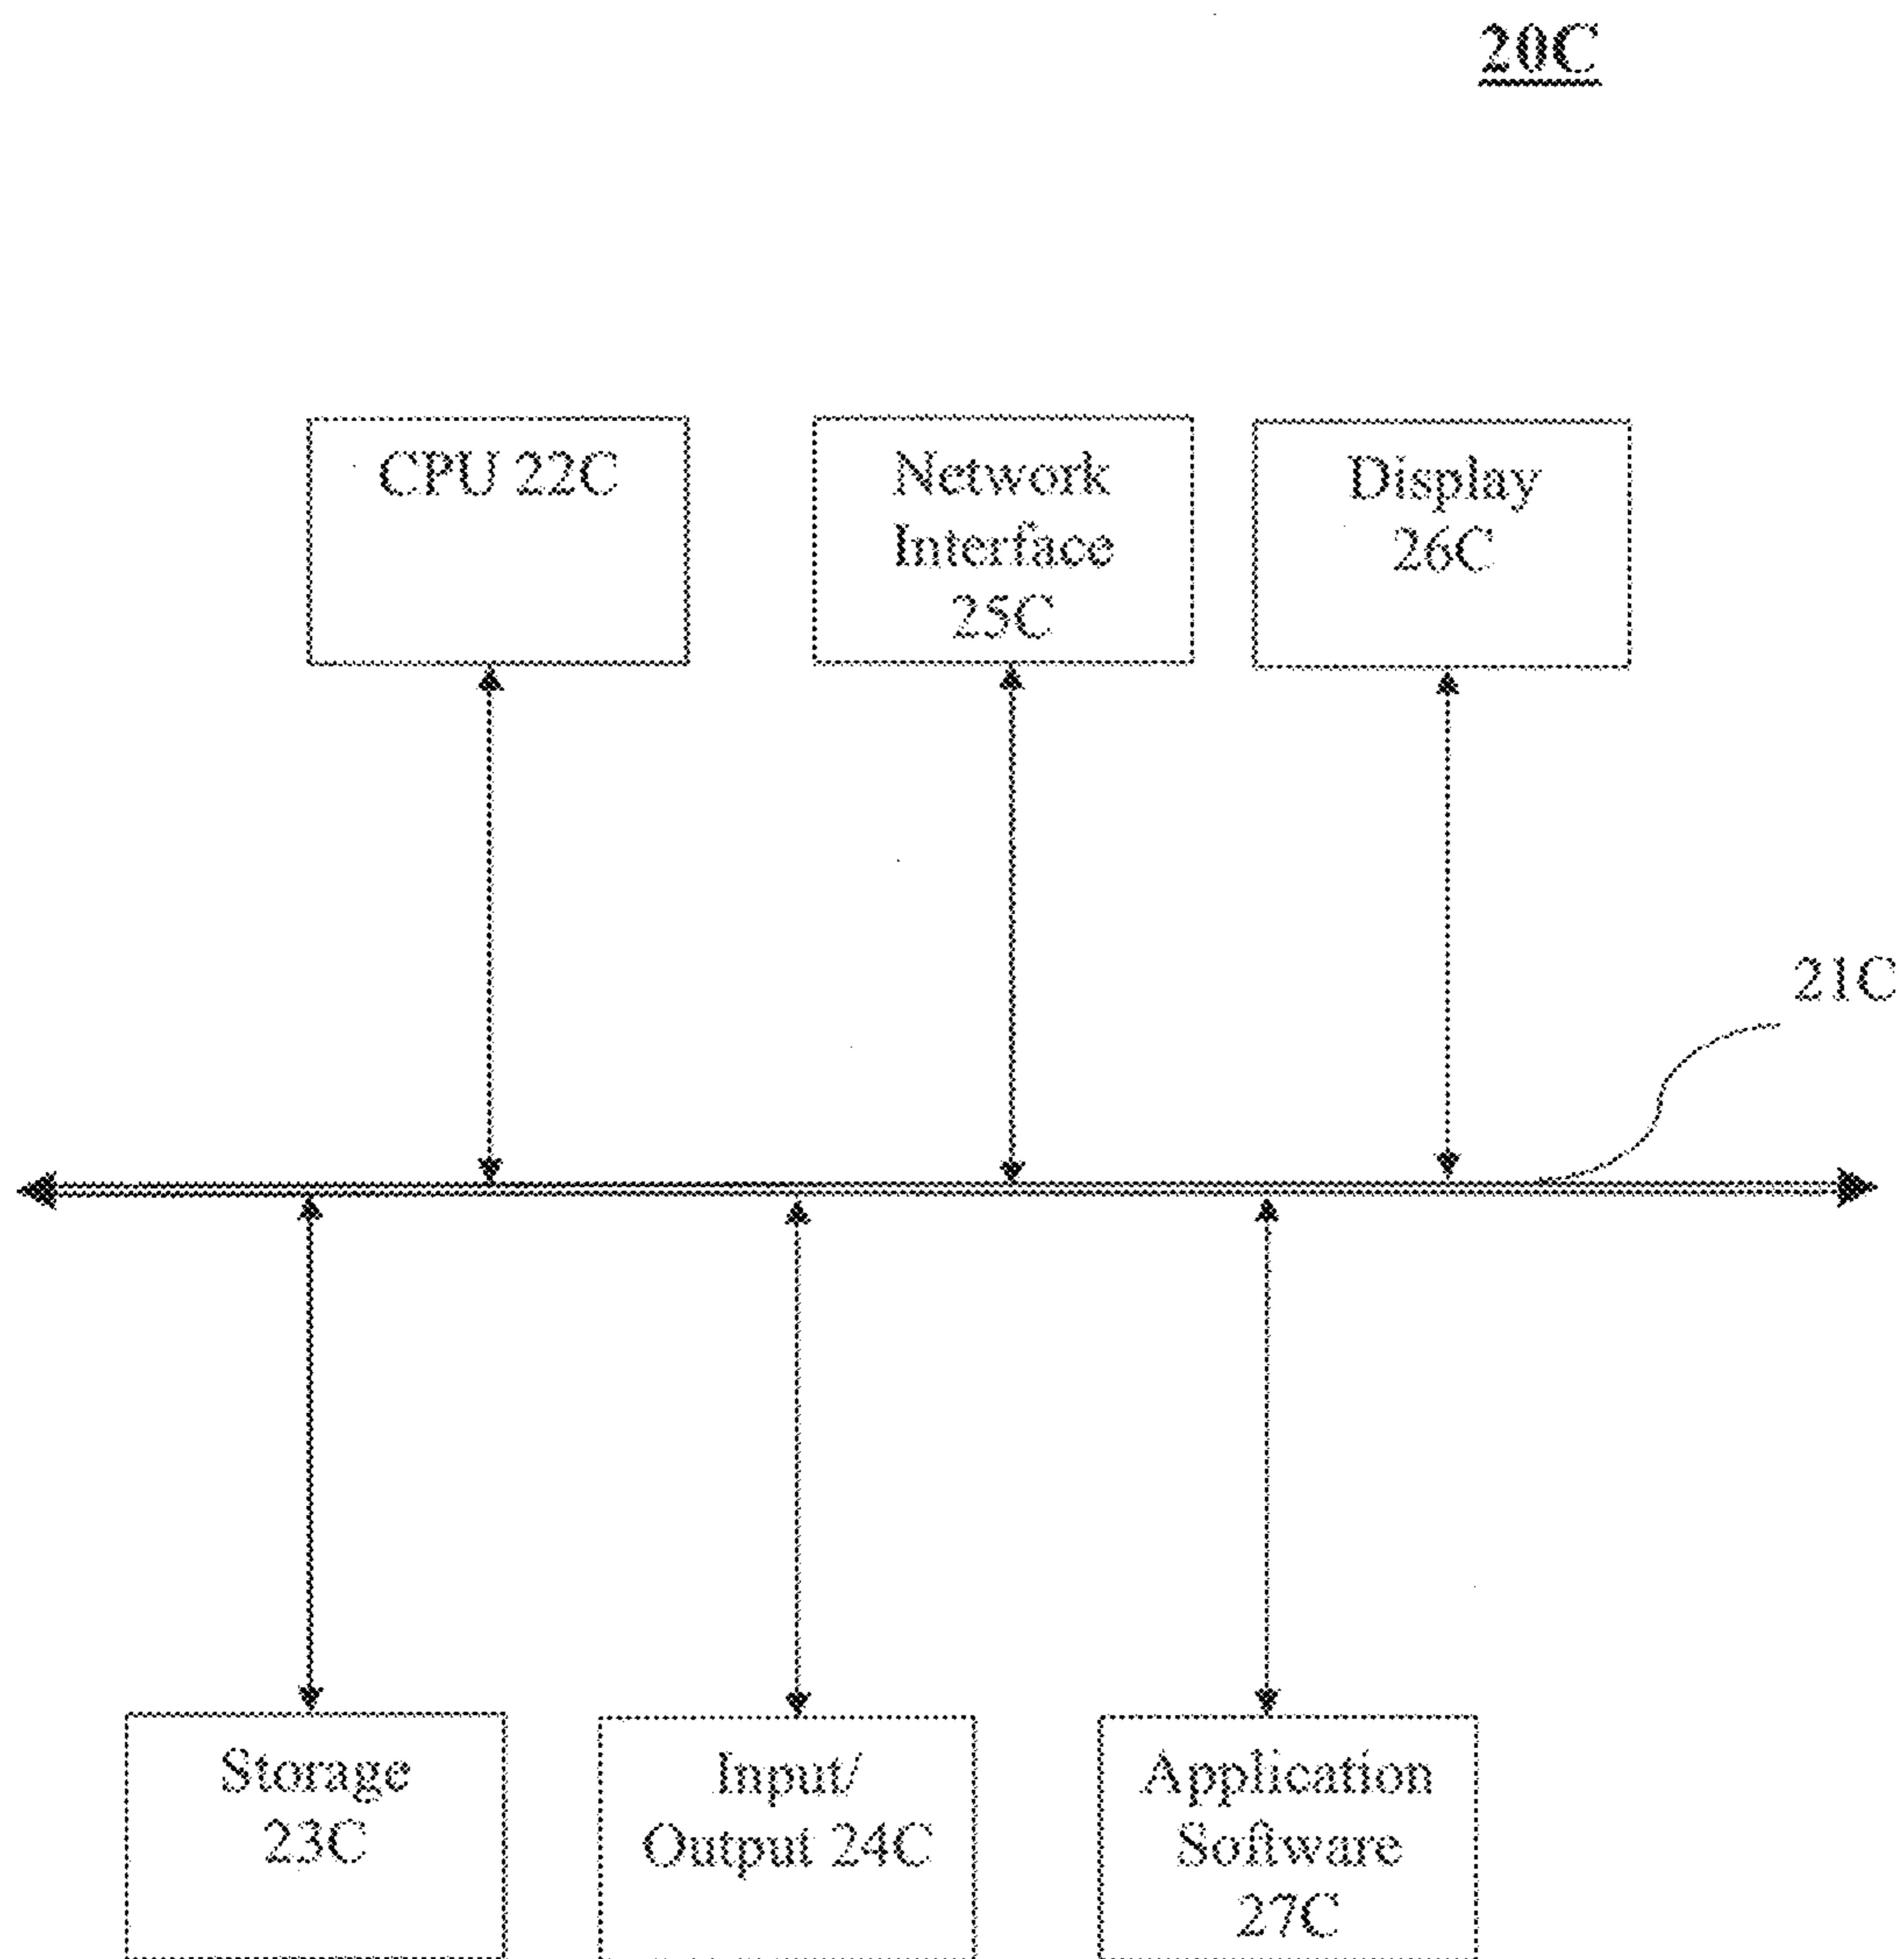 20C
CPU 22C
Network
Interface
25C
Display
26C
21C
Storage
23C
Input/
Output 24C
Application
Software
27C